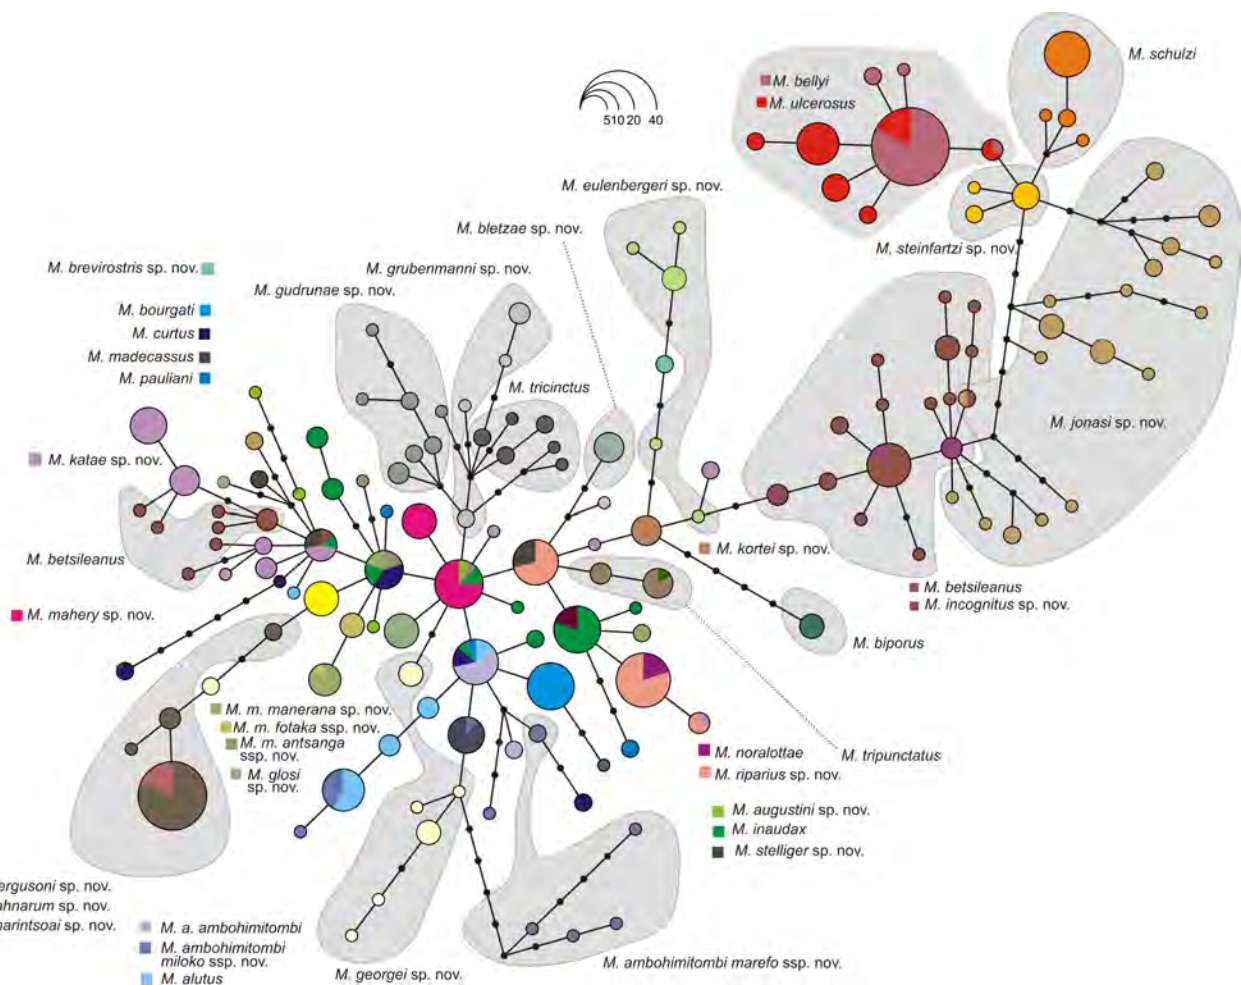 M. schulzi
M. bellyi
M. ulcerosus
51020 40
M. eulenbergeri sp. nov.
M. bletzae sp. nov.
M. steinfartzi sp. nov.
M. brevirostris sp. nov.
M. grubenmanni sp. nov.
M. gudrunae sp. nov.
M. bourgati
M. curtus
M. madecassus
M. pauliani
M. tricinctus
M. jonasi sp. nov.
M. katae sp. nov.
M. betsileanus
M. kortei sp. nov.
M. betsileanus
M. incognitus sp. nov.
M. mahery sp. nov.
M. biporus
M. m. manerana sp. nov.
M. m. fotaka ssp. nov.
M. m. antsanga
ssp. nov.
M. glosi
sp. nov.
M. tripunctatus
M. noralottae
M. riparius sp. nov.
M. augustini sp. nov.
M. inaudax
M. stelliger sp. nov.
ergusoni sp. nov.
ahnarum sp. nov.
narintsoai sp. nov.
M. a. ambohimitombi
M. ambohimitombi
miloko ssp. nov.
M. alutus
M. georgei sp. nov.
M. ambohimitombi marefo ssp. nov.